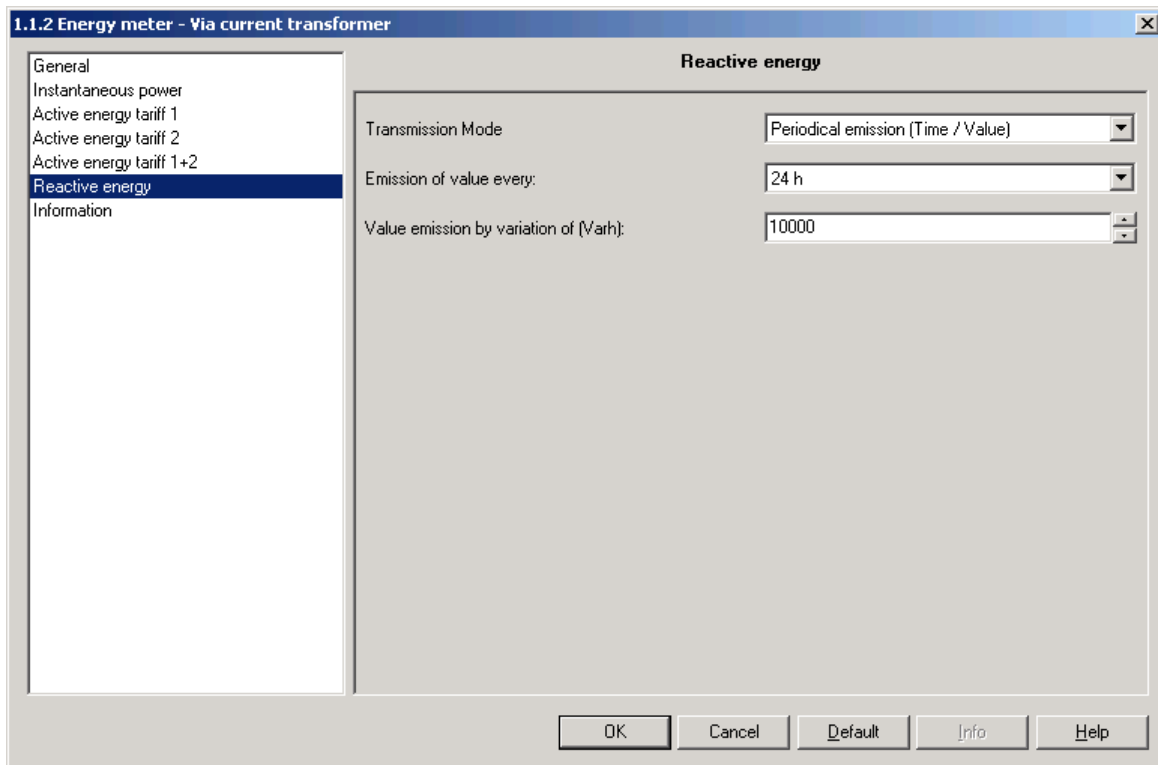 1.1.2 Energy meter - Via current transformer
General
Instantaneous power
Active energy tariff 1
Active energy tariff 2
Active energy tariff 1+2
Reactive energy
Information
Reactive energy
Transmission Mode
Periodical emission (Time / Value)
Emission of value every:
24 h
Value emission by variation of (Varh):
10000
OK
Cancel
Default
Info
Help